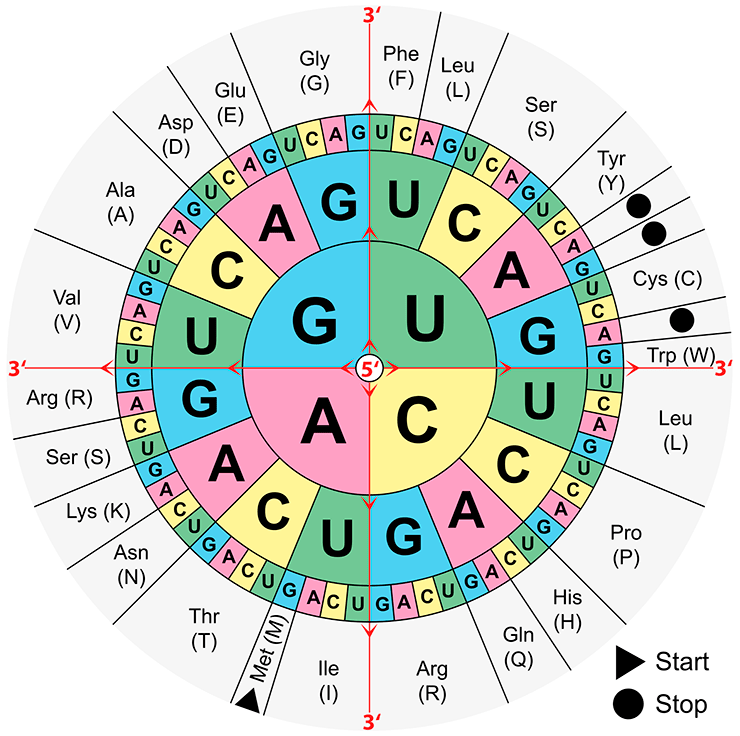 3‘
Phe
(F)
Leu
(L)
Ser
(S)
Tyr
(Y)
Cys (C)
Trp (W)
3‘
Leu
(L)
Pro
(P)
His
(H)
Gln
(Q)
Arg
(R)
3‘
Ile
(I)
Met (M)
Thr
(T)
Asn
(N)
Lys (K)
Ser (S)
Arg (R)
3‘
Val
(V)
Ala
(A)
Asp
(D)
Glu
(E)
Gly
(G)
U C A G U C A G U C A G U C A G
U C A G U C A G U C A G U C A G
U C A G U C A G U C A G U C A G
U C A G U C A G U C A G U C A G
U C A G
U C A G
U C A G
U C A G
U C A G
5‘
Start
Stop